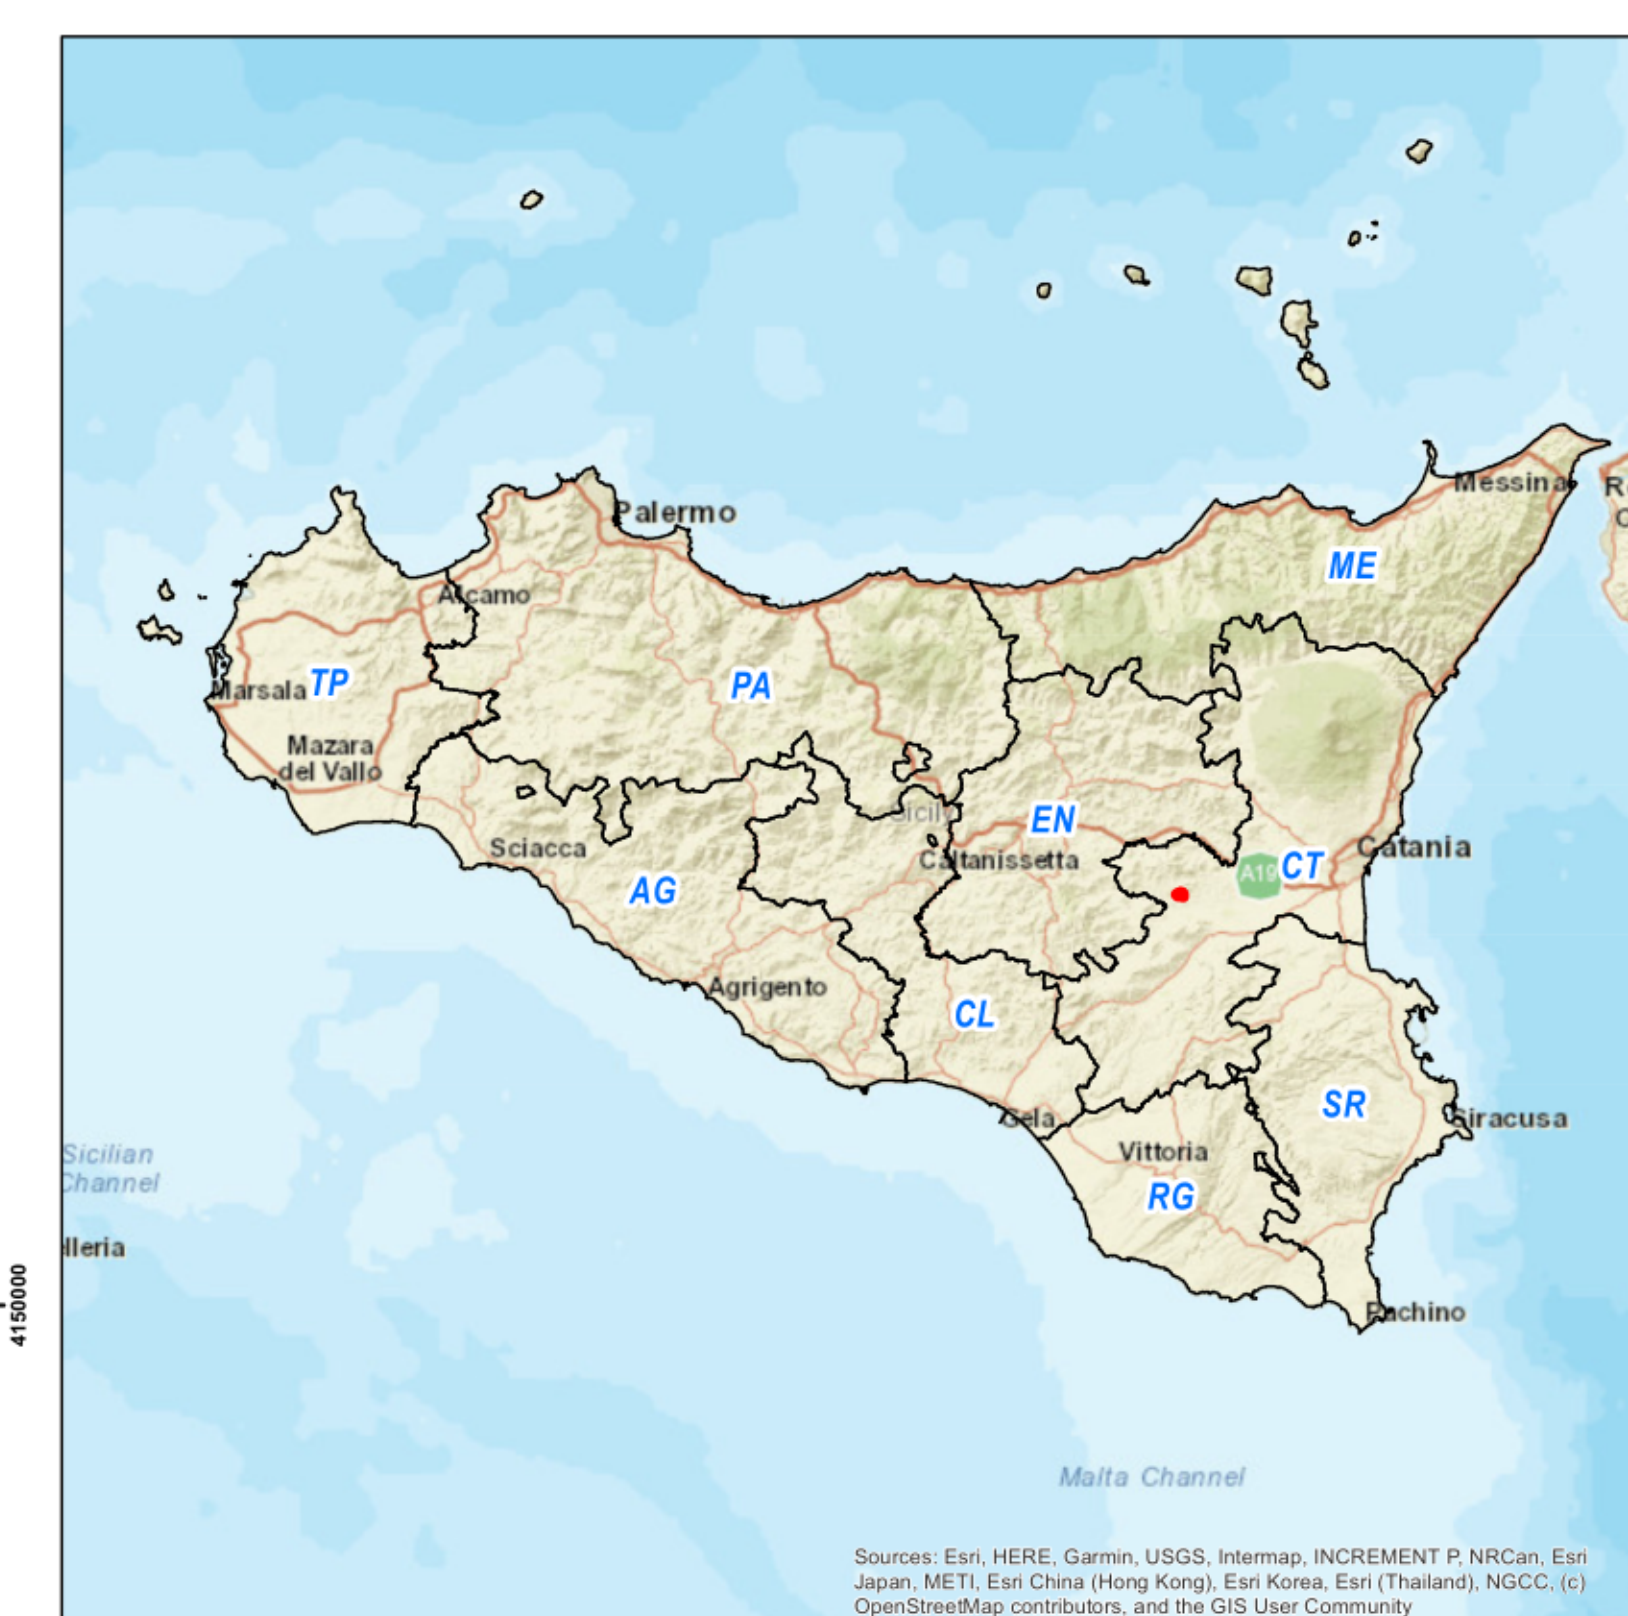 Palermo
Messina
R
C
ME
Alcamo
TP
Marsala
PA
Mazara
del Vallo
Sicily
EN
Catania
Sciacca
Caltanissetta
A19
CT
AG
Agrigento
CL
SR
Gela
Siracusa
Vittoria
Sicilian
Channel
RG
lleria
4150000
Pachino
Malta Channel
Sources: Esri, HERE, Garmin, USGS, Intermap, INCREMENT P, NRCan, Esri
Japan, METI, Esri China (Hong Kong), Esri Korea, Esri (Thailand), NGCC, (c)
OpenStreetMap contributors, and the GIS User Community